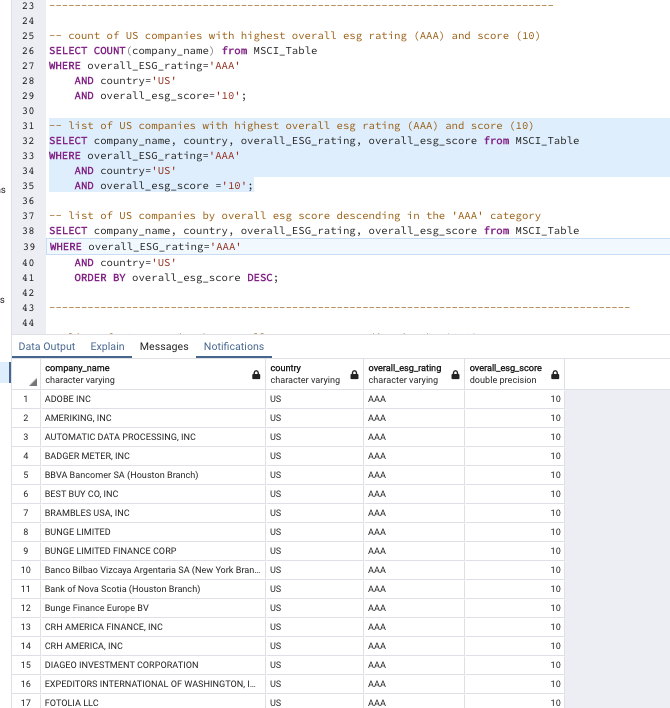 23 --------------------------------------------------------------------------------
24
25 -- count of US companies with highest overall esg rating (AAA) and score (10)
26 SELECT COUNT(company_name) from MSCI_Table
27 WHERE overall_ESG_rating='AAA'
28 AND country='US'
29 AND overall_esg_score='10';
30
31 -- list of US companies with highest overall esg rating (AAA) and score (10)
32 SELECT company_name, country, overall_ESG_rating, overall_esg_score from MSCI_Table
33 WHERE overall_ESG_rating='AAA'
34 AND country='US'
35 AND overall_esg_score ='10';
36
37 -- list of US companies by overall esg score descending in the 'AAA' category
38 SELECT company_name, country, overall_ESG_rating, overall_esg_score from MSCI_Table
39 WHERE overall_ESG_rating='AAA'
40 AND country='US'
41 ORDER BY overall_esg_score DESC;
42
43 --------------------------------------------------------------------------------------------
44
Data Output Explain Messages Notifications
company_name country overall_esg_rating overall_esg_score
character varying character varying character varying double precision
1 ADOBE INC US AAA 10
2 AMERIKING, INC US AAA 10
3 AUTOMATIC DATA PROCESSING, INC US AAA 10
4 BADGER METER, INC US AAA 10
5 BBVA Bancomer SA (Houston Branch) US AAA 10
6 BEST BUY CO, INC US AAA 10
7 BRAMBLES USA, INC US AAA 10
8 BUNGE LIMITED US AAA 10
9 BUNGE LIMITED FINANCE CORP US AAA 10
10 Banco Bilbao Vizcaya Argentaria SA (New York Bran... US AAA 10
11 Bank of Nova Scotia (Houston Branch) US AAA 10
12 Bunge Finance Europe BV US AAA 10
13 CRH AMERICA FINANCE, INC US AAA 10
14 CRH AMERICA, INC US AAA 10
15 DIAGEO INVESTMENT CORPORATION US AAA 10
16 EXPEDITORS INTERNATIONAL OF WASHINGTON, I... US AAA 10
17 FOTOLIA LLC US AAA 10